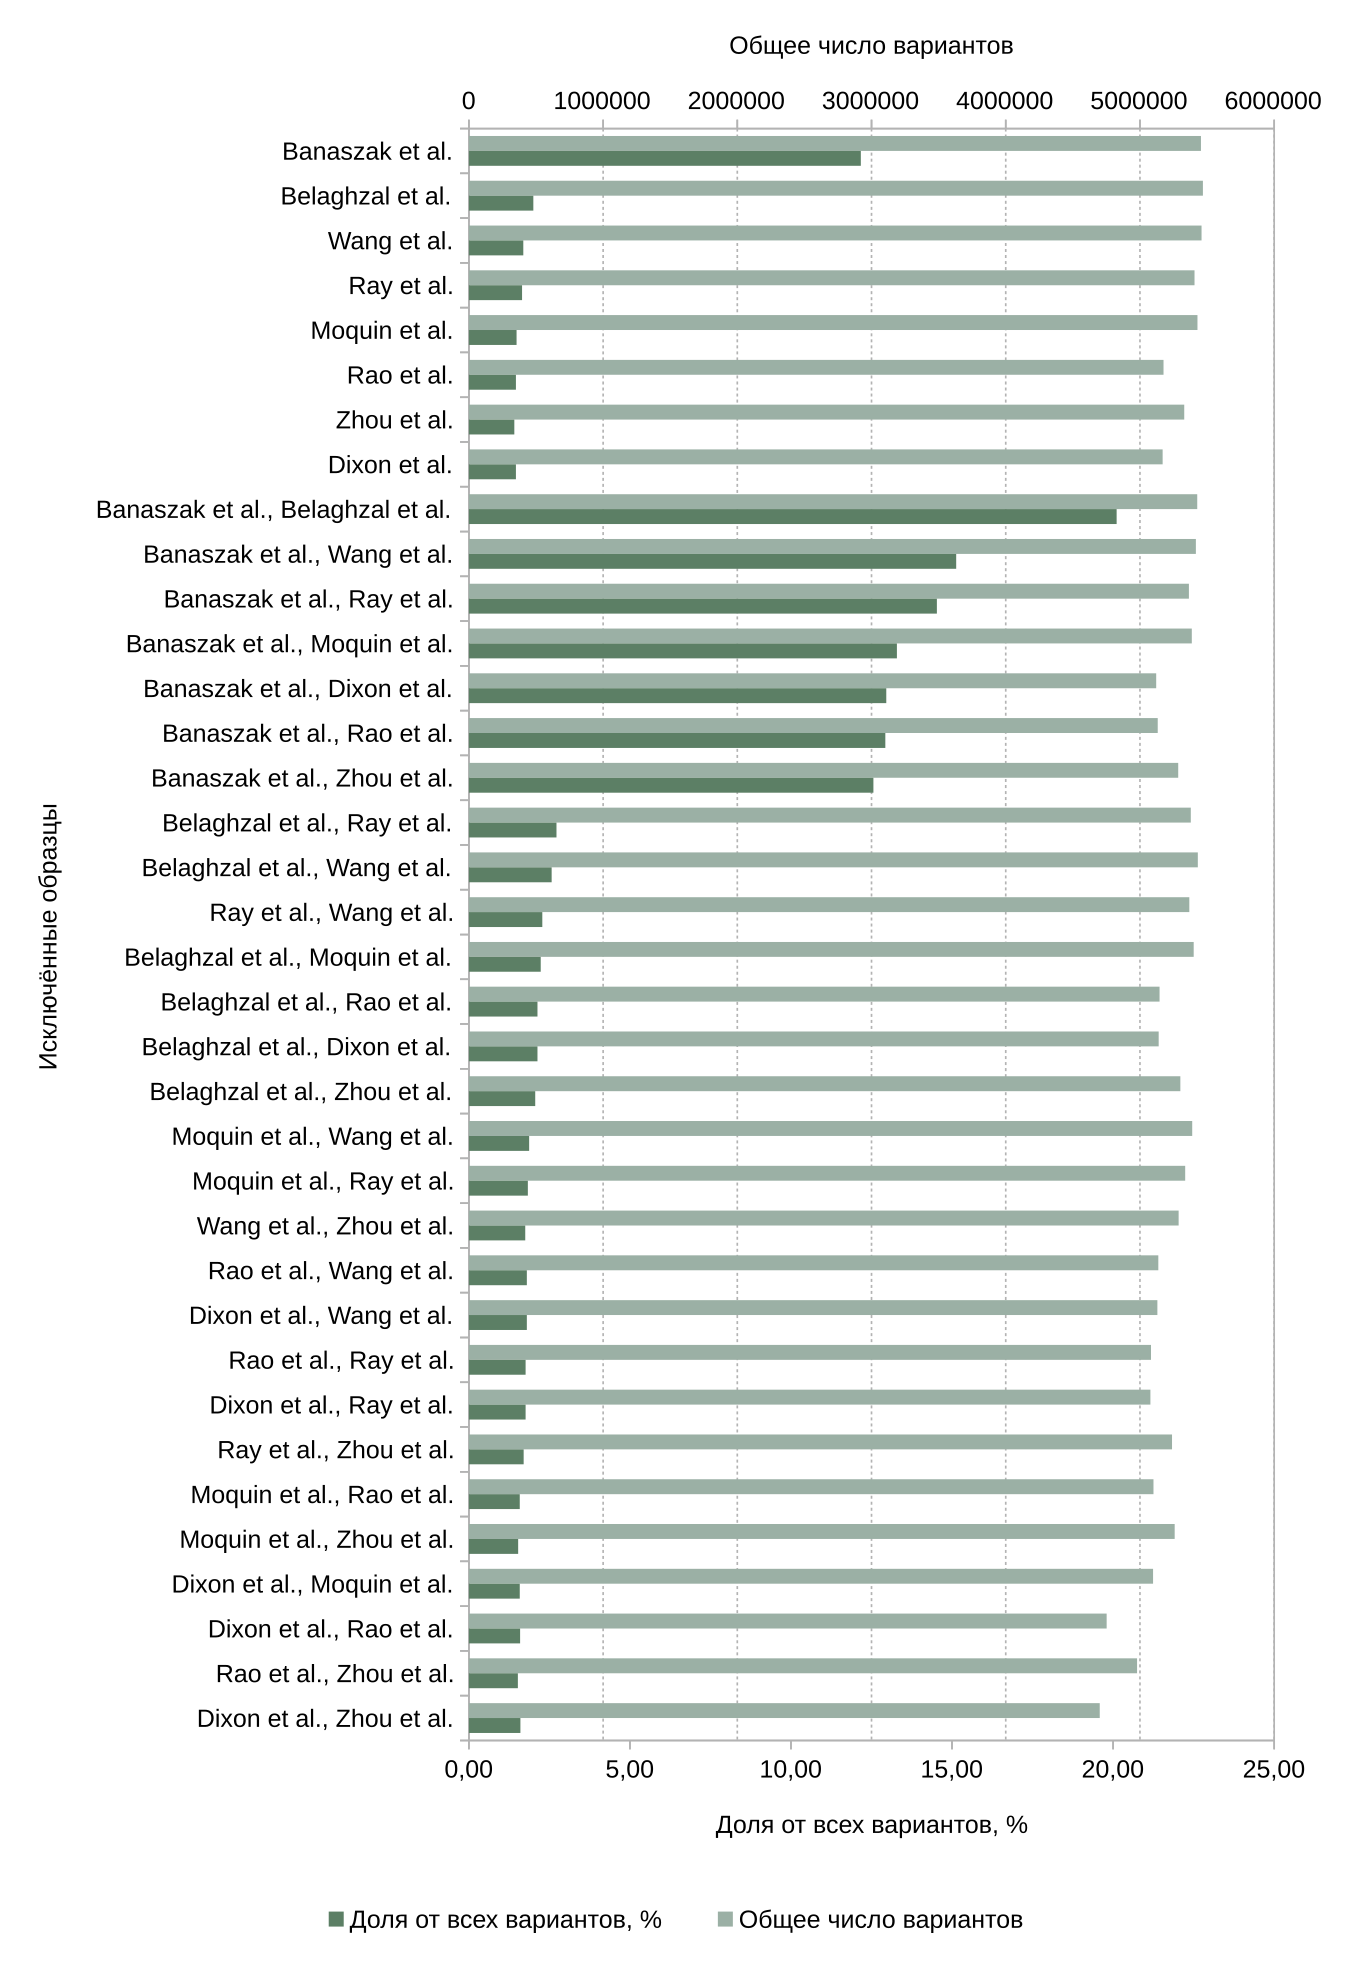 Общее число вариантов
0 1000000 2000000 3000000 4000000 5000000 6000000
Banaszak et al.
Belaghzal et al.
Wang et al.
Ray et al.
Moquin et al.
Rao et al.
Zhou et al.
Dixon et al.
Banaszak et al., Belaghzal et al.
Banaszak et al., Wang et al.
Banaszak et al., Ray et al.
Banaszak et al., Moquin et al.
Banaszak et al., Dixon et al.
Banaszak et al., Rao et al.
Banaszak et al., Zhou et al.
Belaghzal et al., Ray et al.
Belaghzal et al., Wang et al.
Ray et al., Wang et al.
Belaghzal et al., Moquin et al.
Belaghzal et al., Rao et al.
Belaghzal et al., Dixon et al.
Belaghzal et al., Zhou et al.
Moquin et al., Wang et al.
Moquin et al., Ray et al.
Wang et al., Zhou et al.
Rao et al., Wang et al.
Dixon et al., Wang et al.
Rao et al., Ray et al.
Dixon et al., Ray et al.
Ray et al., Zhou et al.
Moquin et al., Rao et al.
Moquin et al., Zhou et al.
Dixon et al., Moquin et al.
Dixon et al., Rao et al.
Rao et al., Zhou et al.
Dixon et al., Zhou et al.
Исключённые образцы
0,00 5,00 10,00 15,00 20,00 25,00
Доля от всех вариантов, %
Доля от всех вариантов, % Общее число вариантов